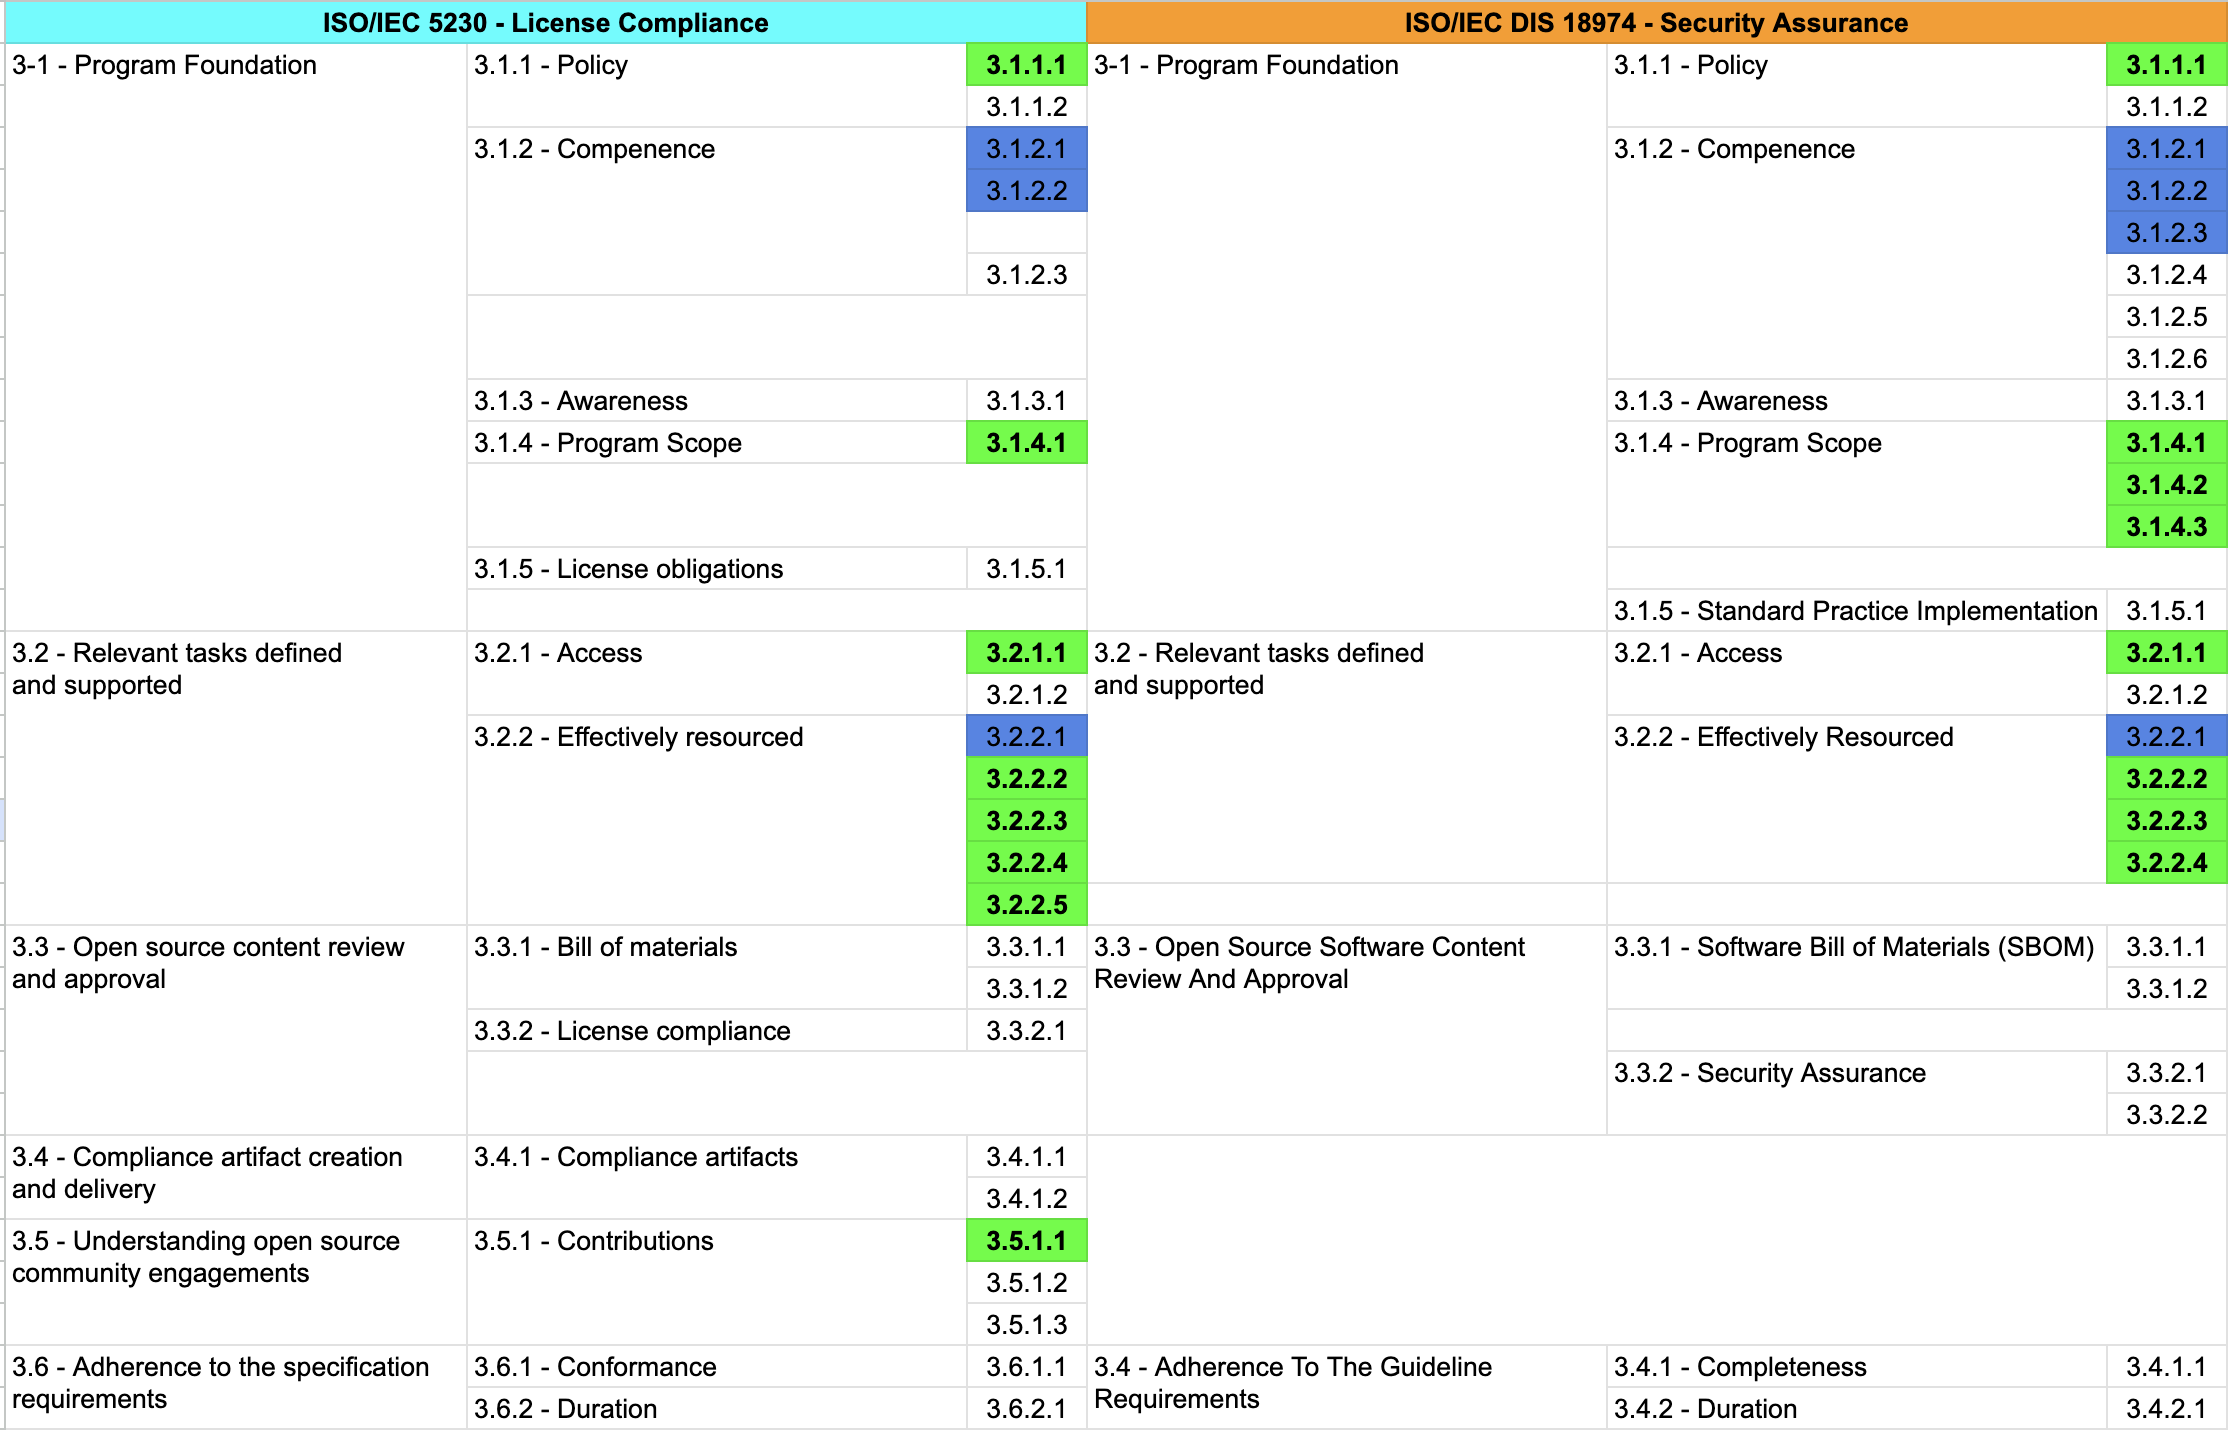 ISO/IEC 5230 - License Compliance ISO/IEC DIS 18974 - Security Assurance
3-1 - Program Foundation 3.1.1 - Policy 3.1.1.1 3-1 - Program Foundation 3.1.1 - Policy 3.1.1.1
3.1.1.2 3.1.1.2
3.1.2 - Compenence 3.1.2.1 3.1.2 - Compenence 3.1.2.1
3.1.2.2 3.1.2.2
3.1.2.3
3.1.2.3 3.1.2.4
3.1.2.5
3.1.2.6
3.1.3 - Awareness 3.1.3.1 3.1.3 - Awareness 3.1.3.1
3.1.4 - Program Scope 3.1.4.1 3.1.4 - Program Scope 3.1.4.1
3.1.4.2
3.1.4.3
3.1.5 - License obligations 3.1.5.1
3.1.5 - Standard Practice Implementation 3.1.5.1
3.2 - Relevant tasks defined 3.2.1 - Access 3.2.1.1 3.2 - Relevant tasks defined 3.2.1 - Access 3.2.1.1
and supported 3.2.1.2 and supported 3.2.1.2
3.2.2 - Effectively resourced 3.2.2.1 3.2.2 - Effectively Resourced 3.2.2.1
3.2.2.2 3.2.2.2
3.2.2.3 3.2.2.3
3.2.2.4 3.2.2.4
3.2.2.5
3.3 - Open source content review 3.3.1 - Bill of materials 3.3.1.1 3.3 - Open Source Software Content 3.3.1 - Software Bill of Materials (SBOM) 3.3.1.1
and approval 3.3.1.2 Review And Approval 3.3.1.2
3.3.2 - License compliance 3.3.2.1
3.3.2 - Security Assurance 3.3.2.1
3.3.2.2
3.4 - Compliance artifact creation 3.4.1 - Compliance artifacts 3.4.1.1
and delivery 3.4.1.2
3.5 - Understanding open source 3.5.1 - Contributions 3.5.1.1
community engagements 3.5.1.2
3.5.1.3
3.6 - Adherence to the specification 3.6.1 - Conformance 3.6.1.1 3.4 - Adherence To The Guideline 3.4.1 - Completeness 3.4.1.1
requirements 3.6.2 - Duration 3.6.2.1 Requirements 3.4.2 - Duration 3.4.2.1